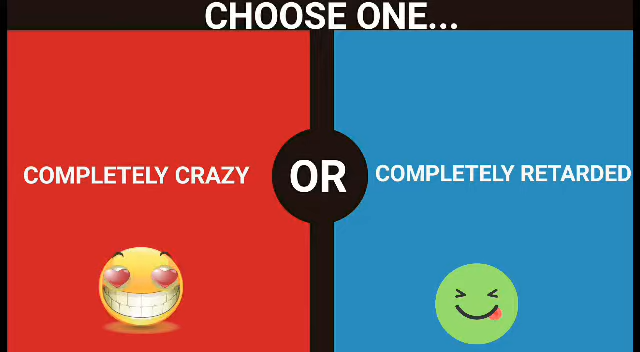 CHOOSE ONE...
COMPLETELY CRAZY
OR
COMPLETELY RETARDED